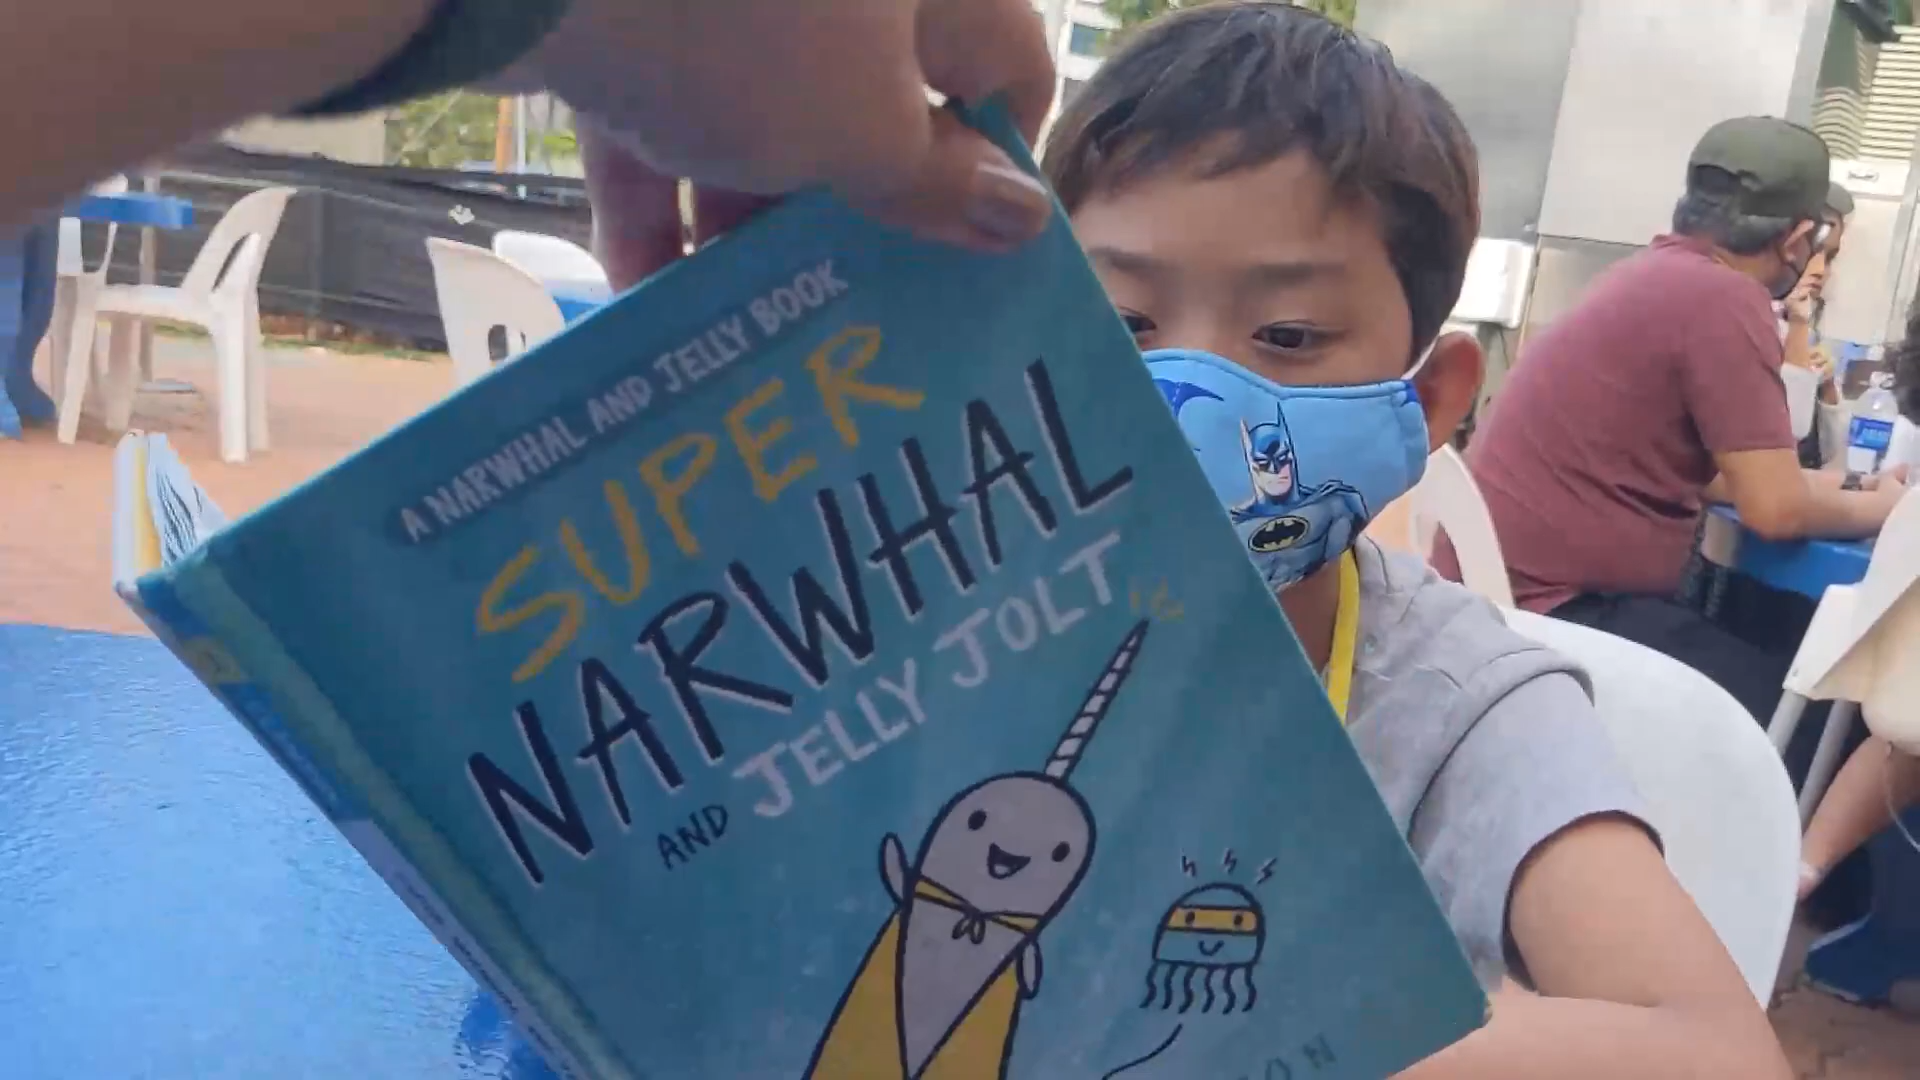 A NARWHAL AND JELLY BOOK
SUPER
NARWHAL
AND JELLY JOLT